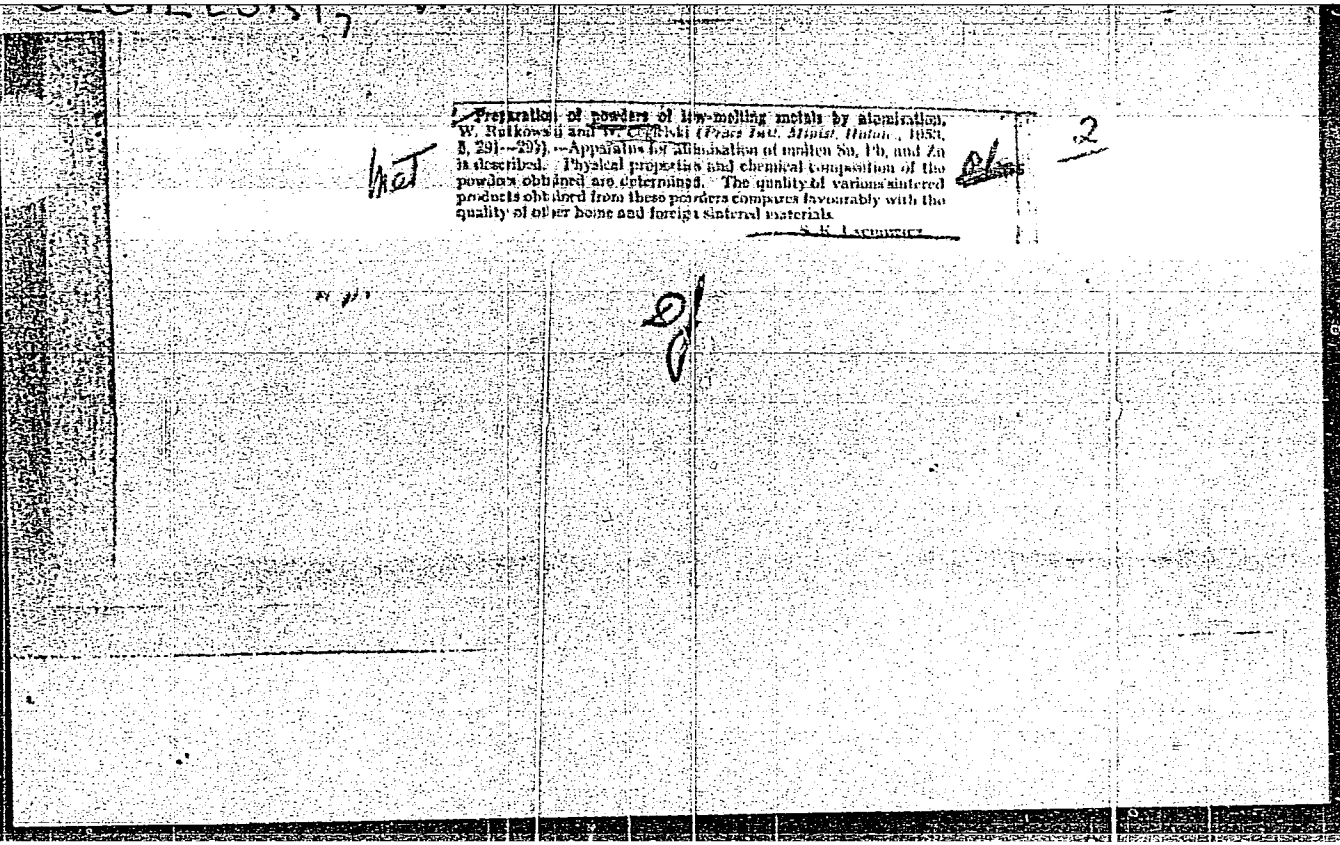 Preparation of powders of low-melting metals by atomisation.
W. Rutkowski and W. (Prace Inst. Minist. Hutn., 1953,
5, 291—297).—Apparatus for atomisation of molten Sn, Pb, and Zn
is described. Physical properties and chemical composition of the
powders obtained are determined. The quality of various sintered
products obtained from these powders compares favourably with the
quality of other home and foreign sintered materials.
S. K.
Met
2